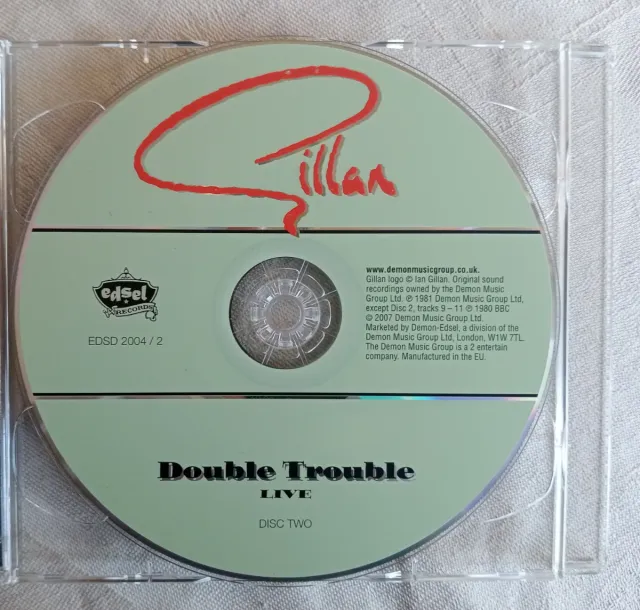 Gillan
www.demonmusicgroup.co.uk.
Gillan logo © Ian Gillan. Original sound
recordings owned by the Demon Music
Group Ltd. ℗ 1981 Demon Music Group Ltd,
except Disc 2, tracks 9 – 11 ℗ 1980 BBC
© 2007 Demon Music Group Ltd.
Marketed by Demon-Edsel, a division of the
Demon Music Group Ltd, London, W1W 7TL.
The Demon Music Group is a 2 entertain
company. Manufactured in the EU.
edsel
RECORDS
EDSD 2004 / 2
Double Trouble
LIVE
DISC TWO